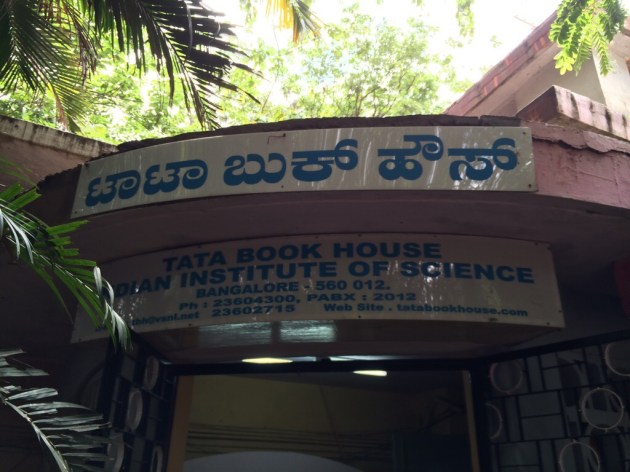 ಟಾಟಾ ಬುಕ್ ಹೌಸ್
TATA BOOK HOUSE
DIAN INSTITUTE OF SCIENCE
BANGALORE - 560 012.
Ph : 23604300, PABX : 2012
23602715 Web Site . tatabookhouse.com